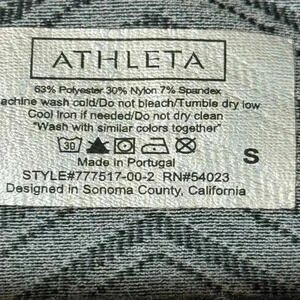 ATHLETA
63% Polyester 30% Nylon 7% Spandex
achine wash cold/Do not bleach/Tumble dry low
Cool Iron if needed/Do not dry clean
"Wash with similar colors together"
30
S
Made in Portugal
STYLE#777517-00-2 RN#54023
Designed in Sonoma County, California